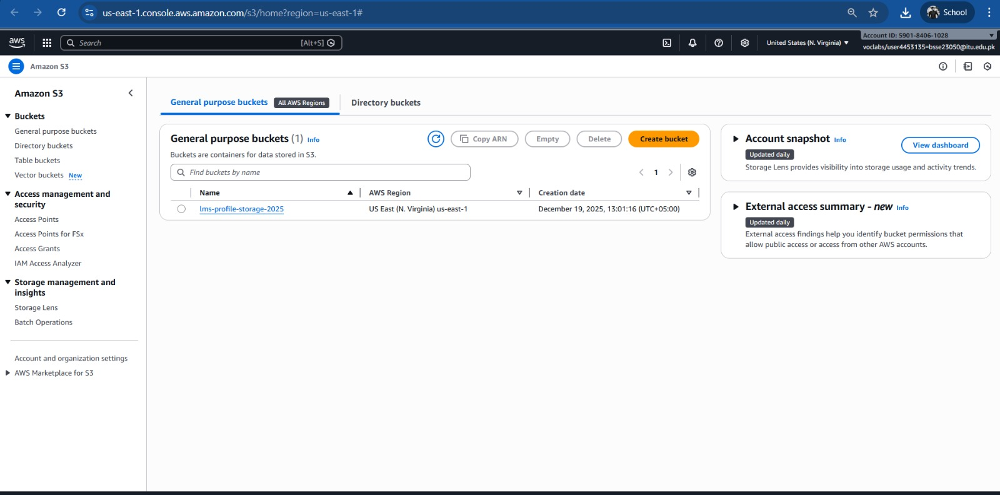 us-east-1.console.aws.amazon.com/s3/home?region=us-east-1#
School
aws
Search
[Alt+S]
United States (N. Virginia)
Account ID: 5901-8406-1028
voclabs/user4453135=bsse23050@itu.edu.pk
Amazon S3
Amazon S3
Buckets
General purpose buckets
Directory buckets
Table buckets
Vector buckets New
Access management and
security
Access Points
Access Points for FSx
Access Grants
IAM Access Analyzer
Storage management and
insights
Storage Lens
Batch Operations
Account and organization settings
AWS Marketplace for S3
General purpose buckets All AWS Regions
Directory buckets
General purpose buckets (1) Info
Copy ARN
Empty
Delete
Create bucket
Buckets are containers for data stored in S3.
Find buckets by name
1
Name AWS Region Creation date
lms-profile-storage-2025 US East (N. Virginia) us-east-1 December 19, 2025, 13:01:16 (UTC+05:00)
Account snapshot Info
View dashboard
Updated daily
Storage Lens provides visibility into storage usage and activity trends.
External access summary - new Info
Updated daily
External access findings help you identify bucket permissions that
allow public access or access from other AWS accounts.